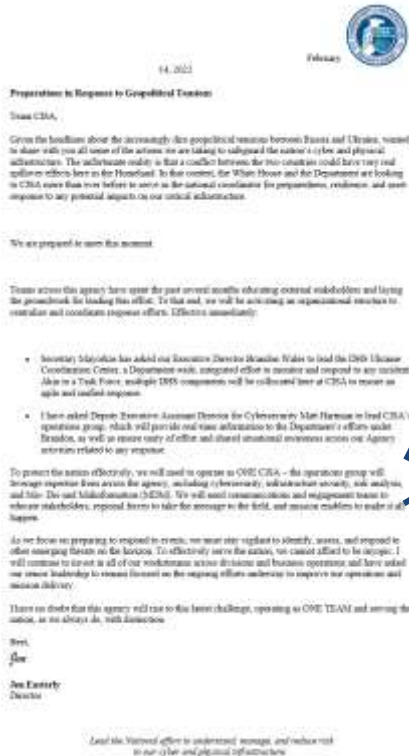 February
14, 2022
Preparations in Response to Geopolitical Tensions
Team CISA,
Given the headlines about the increasingly dire geopolitical tensions between Russia and Ukraine, wanted
to share with you all some of the actions we are taking to safeguard the nation's cyber and physical
infrastructure. The unfortunate reality is that a conflict between the two countries could have very real
spillover effects here in the Homeland. In that context, the White House and the Department are looking
to CISA more than ever before to serve as the national coordinator for preparedness, resilience, and asset
response to any potential impacts on our critical infrastructure.
We are prepared to meet this moment.
Teams across this agency have spent the past several months educating external stakeholders and laying
the groundwork for leading this effort. To that end, we will be activating an organizational structure to
centralize and coordinate response efforts. Effective immediately:
• Secretary Mayorkas has asked our Executive Director Brandon Wales to lead the DHS Ukraine
Coordination Center, a Department-wide, integrated effort to monitor and respond to any incident.
Akin to a Task Force, multiple DHS components will be collocated here at CISA to ensure an
agile and unified response.
• I have asked Deputy Executive Assistant Director for Cybersecurity Matt Hartman to lead CISA's
operations group, which will provide real-time information to the Department's efforts under
Brandon, as well as ensure unity of effort and shared situational awareness across our Agency
activities related to any response.
To protect the nation effectively, we will need to operate as ONE CISA – the operations group will
leverage expertise from across the agency, including cybersecurity, infrastructure security, risk analysis,
and Mis- Dis and Malinformation (MDM). We will need communications and engagement teams to
educate stakeholders, regional forces to take the message to the field, and mission enablers to make it all
happen.
As we focus on preparing to respond to events, we must stay vigilant to identify, assess, and respond to
other emerging threats on the horizon. To effectively serve the nation, we cannot afford to be myopic. I
will continue to invest in all of our workstreams across divisions and business operations and have asked
our senior leadership to remain focused on the ongoing efforts underway to improve our operations and
mission delivery.
I have no doubt that this agency will rise to this latest challenge, operating as ONE TEAM and serving the
nation, as we always do, with distinction.
Best,
Jen
Jen Easterly
Director
Lead the National effort to understand, manage, and reduce risk
to our cyber and physical infrastructure